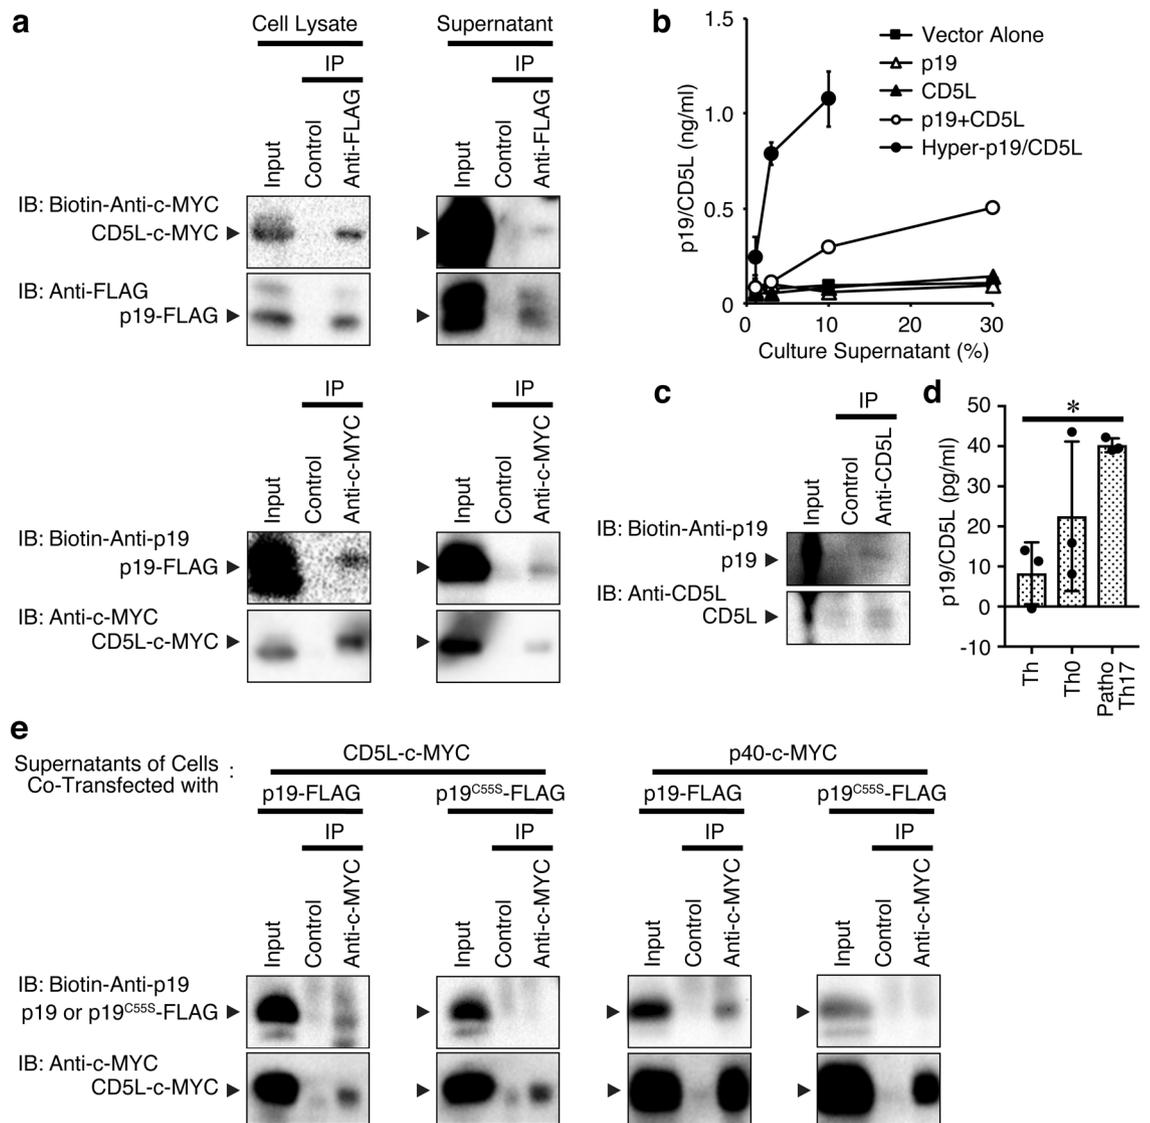 a
Cell Lysate
Supernatant
IP
IP
Input
Control
Anti-FLAG
Input
Control
Anti-FLAG
IB: Biotin-Anti-c-MYC
CD5L-c-MYC
IB: Anti-FLAG
p19-FLAG
IP
IP
Input
Control
Anti-c-MYC
Input
Control
Anti-c-MYC
IB: Biotin-Anti-p19
p19-FLAG
IB: Anti-c-MYC
CD5L-c-MYC
b
p19/CD5L (ng/ml)
1.5
1.0
0.5
0
0
10
20
30
Culture Supernatant (%)
Vector Alone
p19
CD5L
p19+CD5L
Hyper-p19/CD5L
c
IP
Input
Control
Anti-CD5L
IB: Biotin-Anti-p19
p19
IB: Anti-CD5L
CD5L
d
p19/CD5L (pg/ml)
50
40
30
20
10
0
-10
*
Th
Th0
Patho
Th17
e
Supernatants of Cells
Co-Transfected with :
CD5L-c-MYC
p40-c-MYC
p19-FLAG
p19C55S-FLAG
p19-FLAG
p19C55S-FLAG
IP
IP
IP
IP
Input
Control
Anti-c-MYC
Input
Control
Anti-c-MYC
Input
Control
Anti-c-MYC
Input
Control
Anti-c-MYC
IB: Biotin-Anti-p19
p19 or p19C55S-FLAG
IB: Anti-c-MYC
CD5L-c-MYC